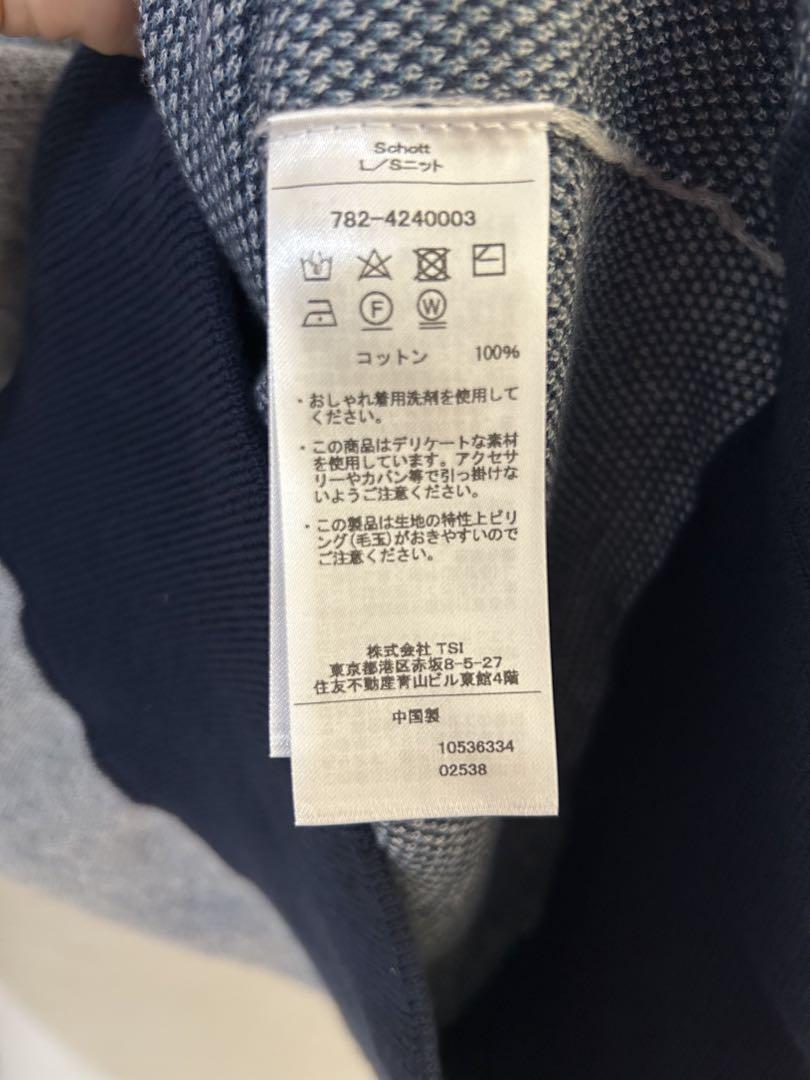 Schott
L/Sニット
782-4240003
F W
コットン 100%
・おしゃれ着用洗剤を使用して
ください。
・この商品はデリケートな素材
を使用しています。アクセサ
リーやカバン等で引っ掛けな
いようご注意ください。
・この製品は生地の特性上ピリ
ング(毛玉)がおきやすいので
ご注意ください。
株式会社 TSI
東京都港区赤坂8-5-27
住友不動産青山ビル東館4階
中国製
10536334
02538